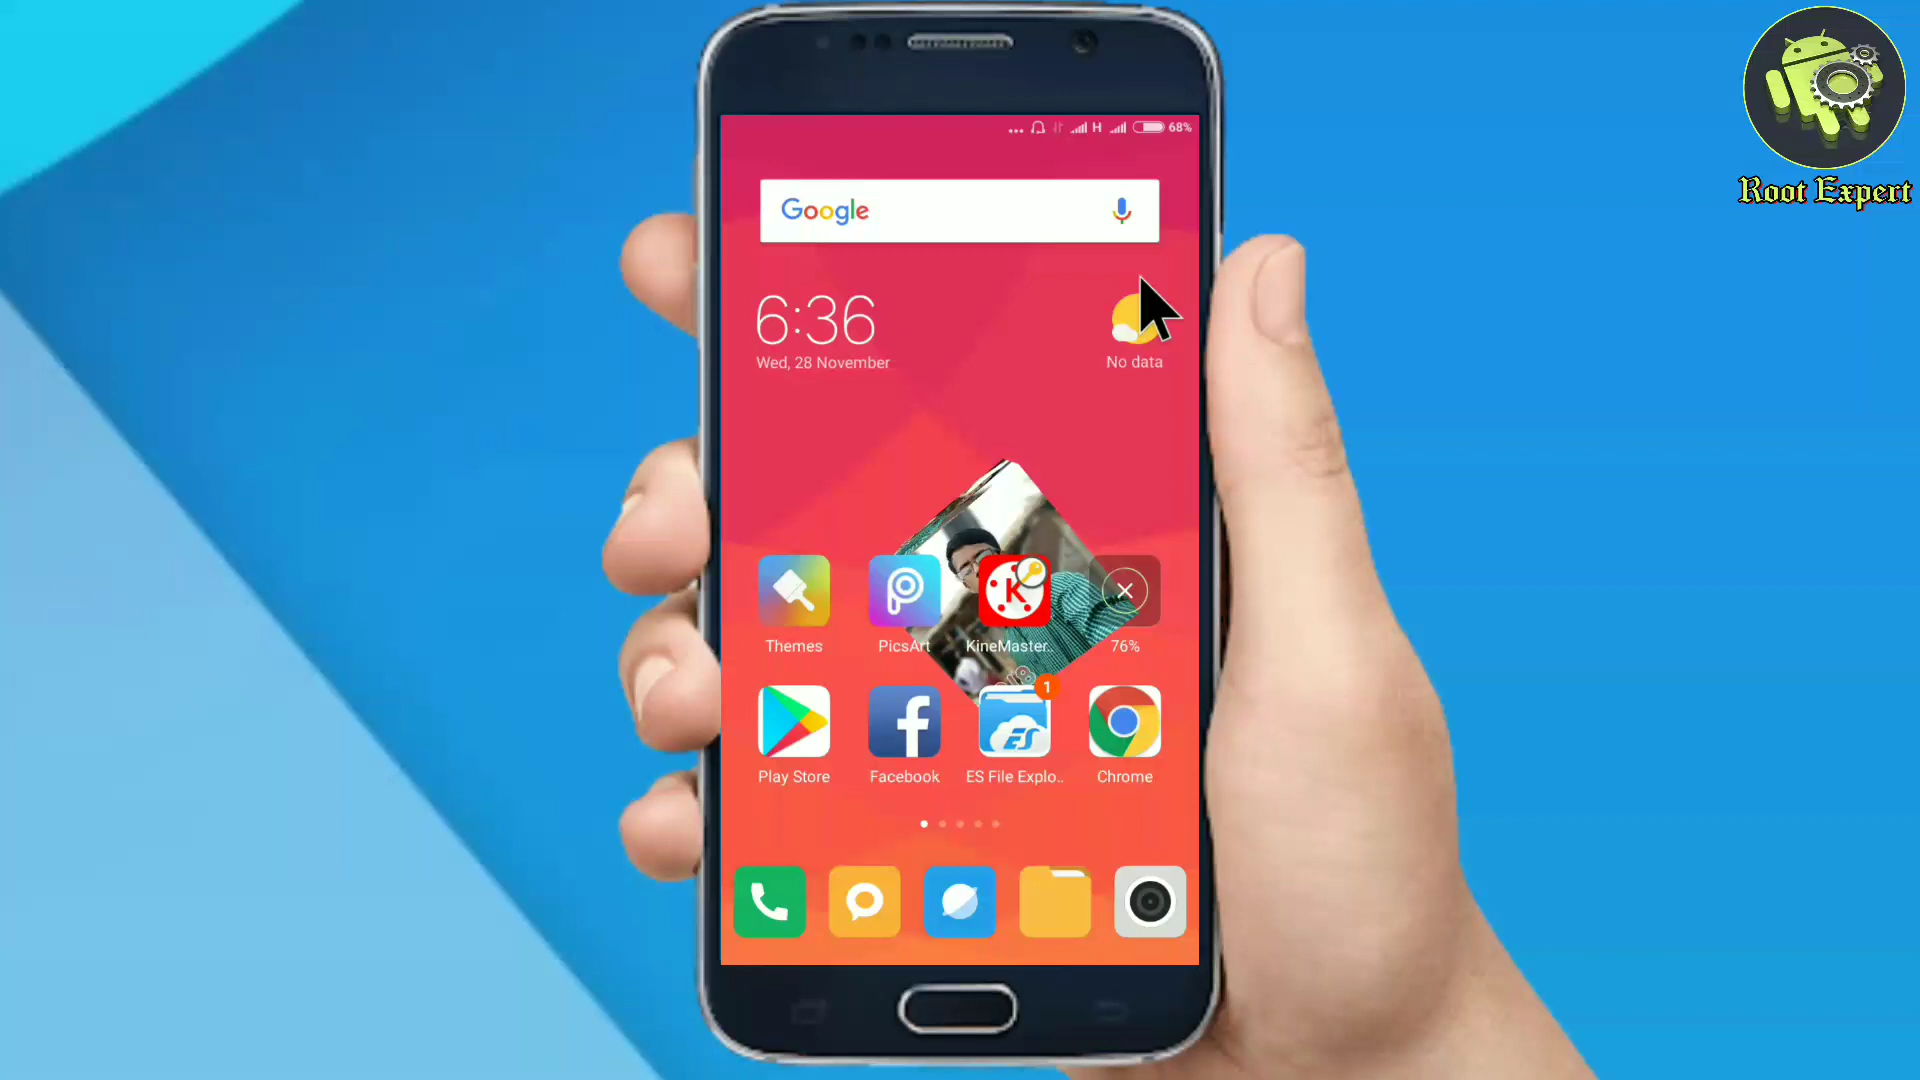 Root Expert
H 68%
Google
6:36
Wed, 28 November
No data
Themes
PicsArt
KineMaster..
76%
1
Play Store
Facebook
ES File Explo..
Chrome